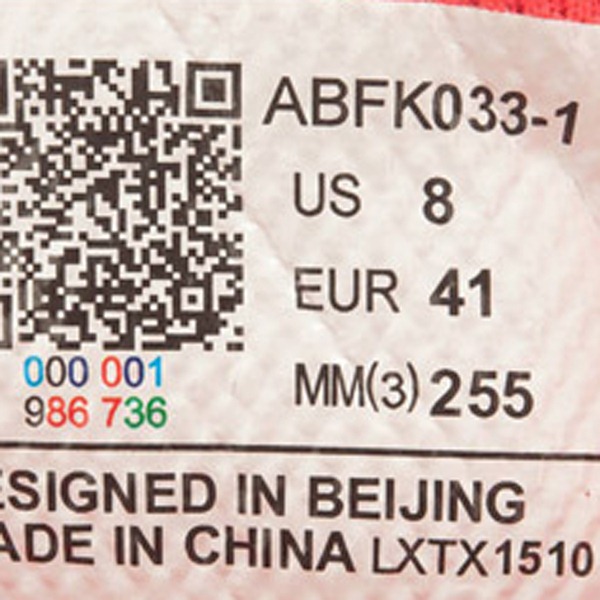 ABFK033-1
US 8
EUR 41
MM(3) 255
000 001
986 736
ESIGNED IN BEIJING
ADE IN CHINA LXTX1510